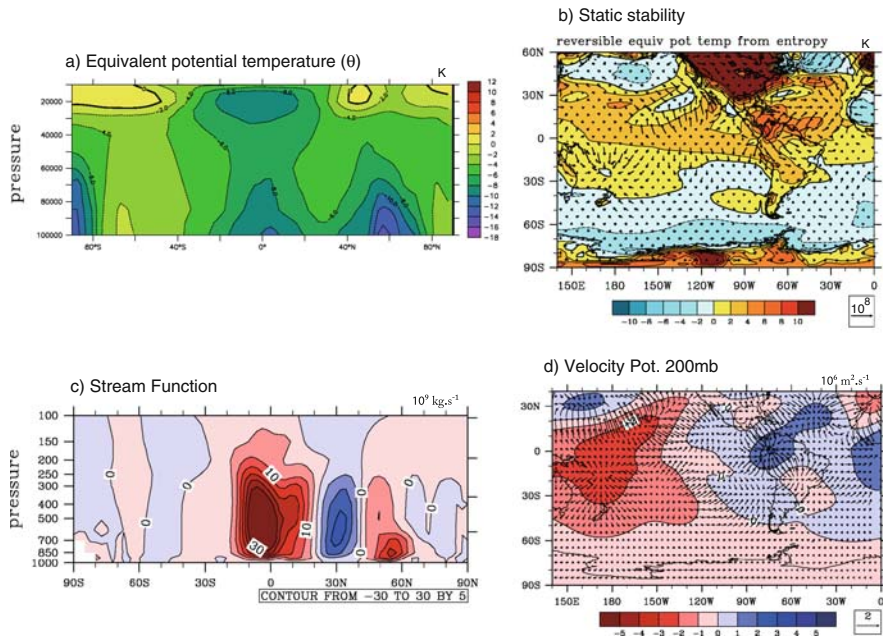 a) Equivalent potential temperature (θ)
K
pressure
20000
40000
60000
80000
100000
80°S
40°S
0°
40°N
80°N
12
10
8
6
4
2
0
-2
-4
-6
-8
-10
-12
-14
-16
-18
b) Static stability
reversible equiv pot temp from entropy
K
60N
30N
0
30S
60S
90S
150E 180 150W 120W 90W 60W 30W 0
-10 -8 -6 -4 -2 0 2 4 6 8 10
10⁸
c) Stream Function
10⁹ kg.s⁻¹
pressure
100
150
200
250
300
400
500
700
850
1000
0
0
10
10
30
0
0
0
90S 60S 30S 0 30N 60N 90N
CONTOUR FROM -30 TO 30 BY 5
d) Velocity Pot. 200mb
10⁶ m².s⁻¹
30N
0
30S
60S
90S
150E 180 150W 120W 90W 60W 30W 0
-5 -4 -3 -2 -1 0 1 2 3 4 5
2